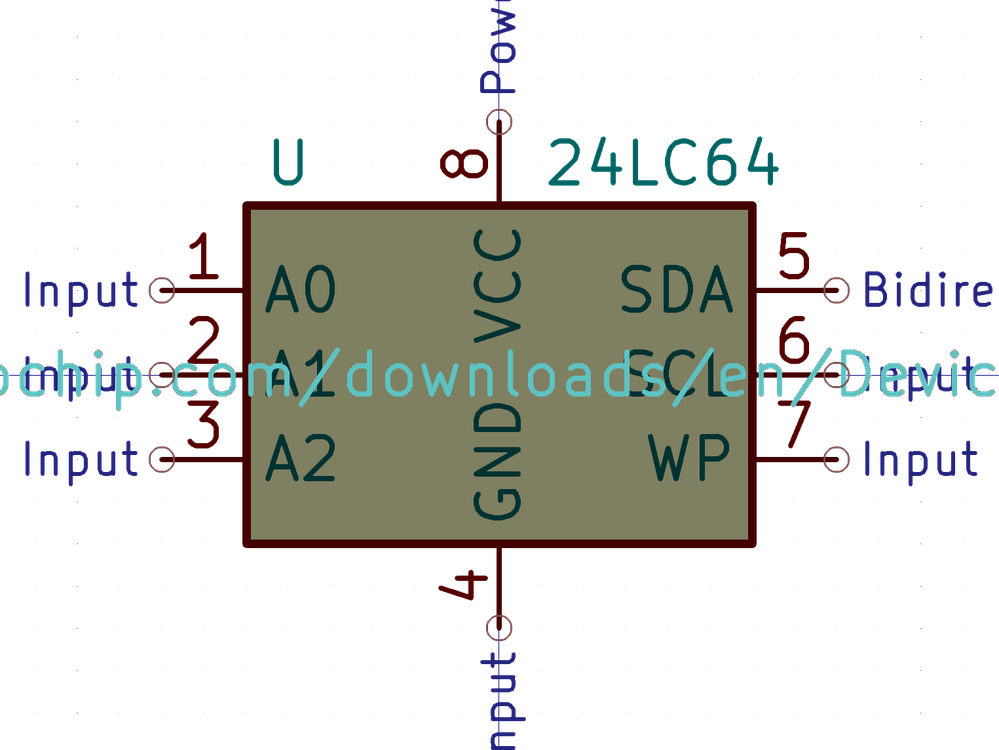 Pow
U
8
24LC64
1
5
Input
A0
VCC
SDA
Bidire
2
6
Input
A1
SCL
Input
ochip.com/downloads/en/Devic
3
7
Input
A2
GND
WP
Input
4
nput